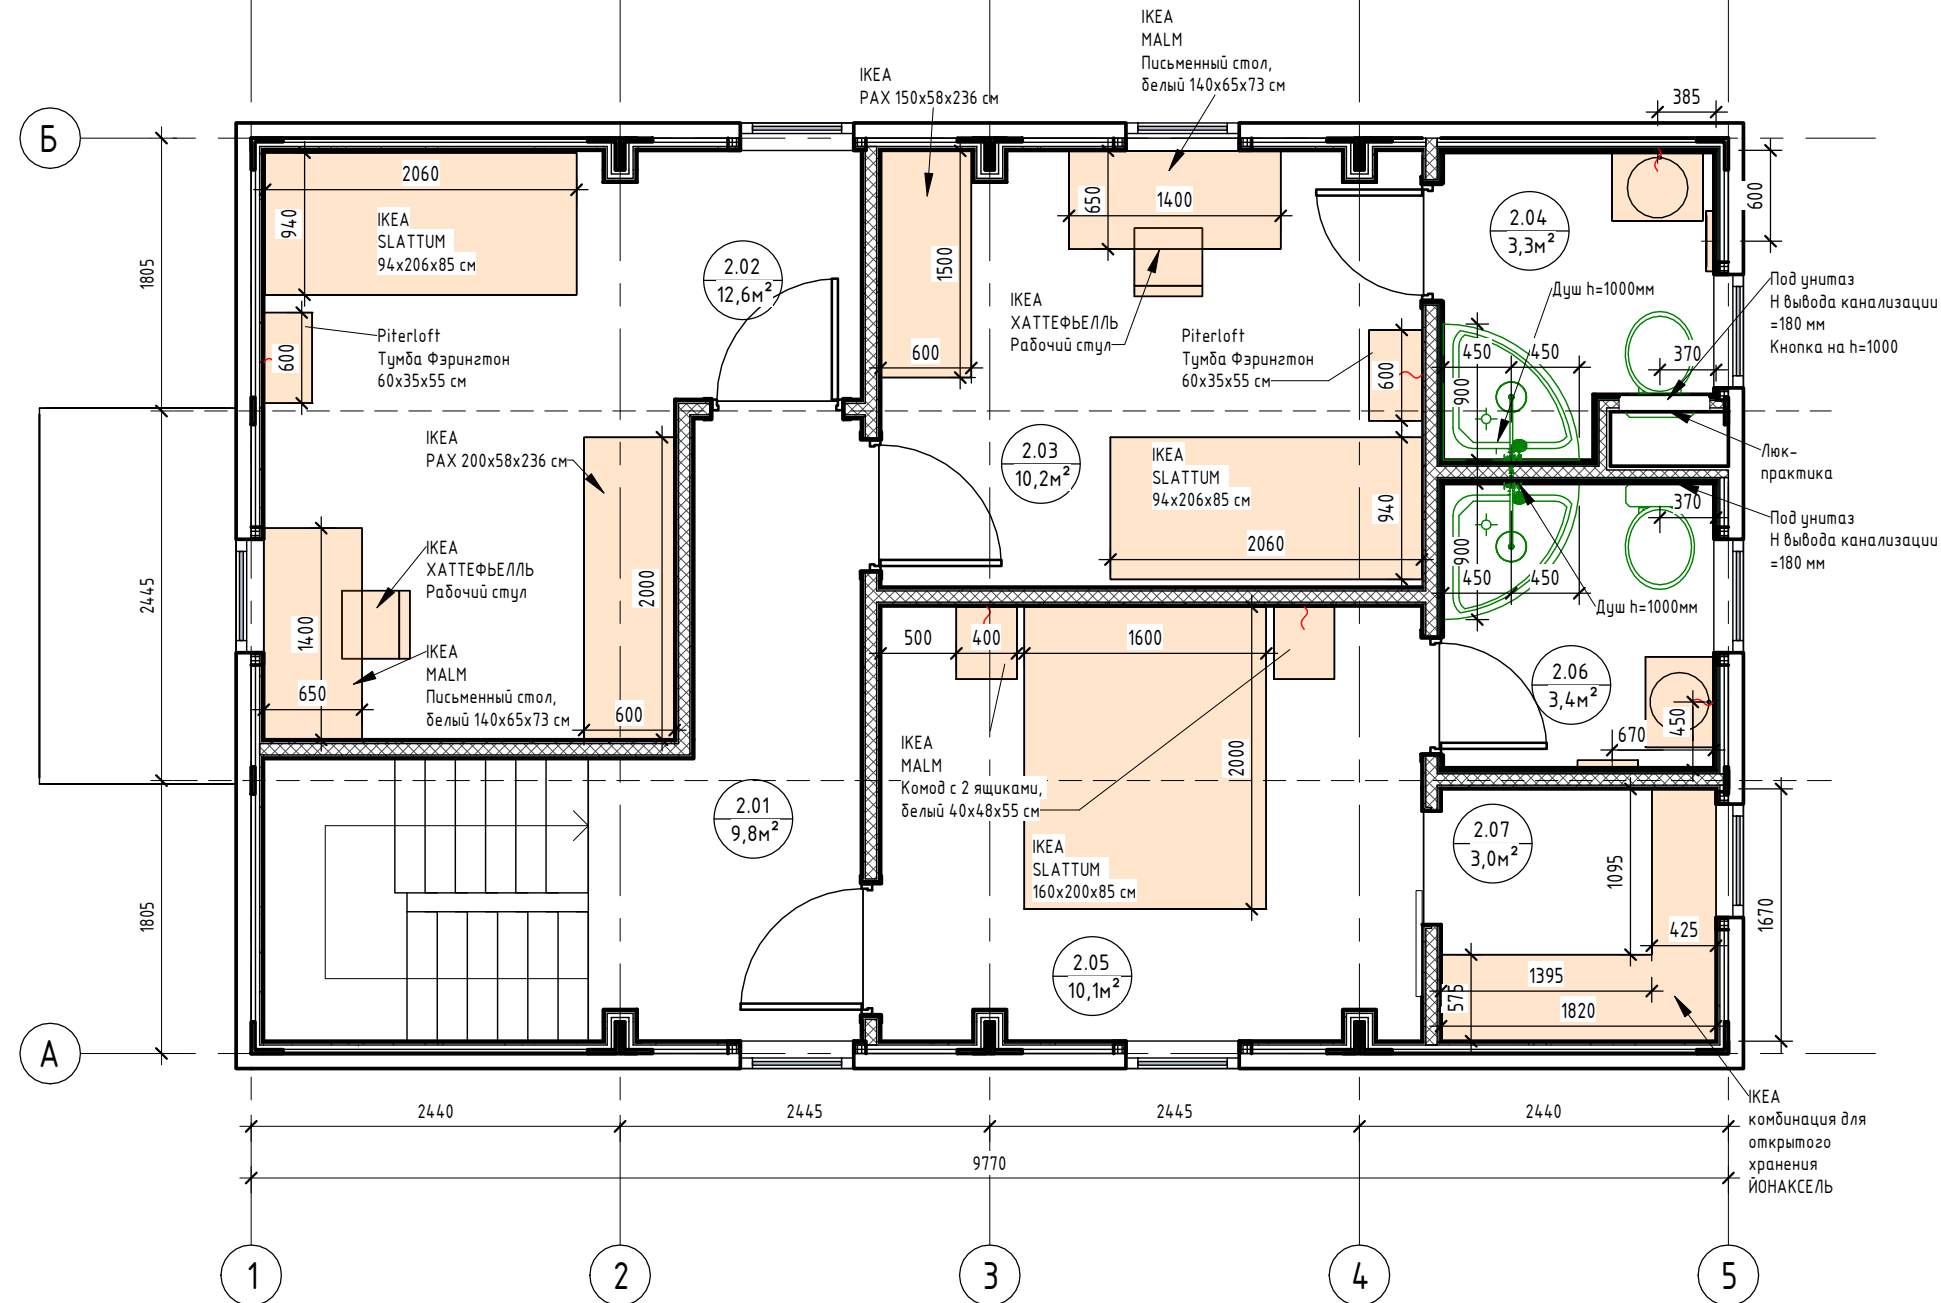 IKEA
MALM
Письменный стол,
белый 140х65х73 см
IKEA
PAX 150х58х236 см
385
Б
2060
940
IKEA
SLATTUM
94х206х85 см
650
1400
1500
600
2.02
12,6м²
2.04
3,3м²
600
1805
IKEA
ХАТТЕФЬЕЛЛЬ
Рабочий стул
Душ h=1000мм
Под унитаз
Н вывода канализации
=180 мм
Кнопка на h=1000
Piterloft
Тумба Фэрингтон
60х35х55 см
600
Piterloft
Тумба Фэрингтон
60х35х55 см
600
450
450
900
370
IKEA
PAX 200х58х236 см
2.03
10,2м²
IKEA
SLATTUM
94х206х85 см
940
2060
Люк-
практика
370
Под унитаз
Н вывода канализации
=180 мм
900
450
450
Душ h=1000мм
2445
IKEA
ХАТТЕФЬЕЛЛЬ
Рабочий стул
2000
1400
650
IKEA
MALM
Письменный стол,
белый 140х65х73 см
600
500
400
1600
2000
2.06
3,4м²
450
670
IKEA
MALM
Комод с 2 ящиками,
белый 40х48х55 см
2.01
9,8м²
IKEA
SLATTUM
160х200х85 см
2.07
3,0м²
1095
425
1670
1805
2.05
10,1м²
1395
575
1820
А
IKEA
комбинация для
открытого
хранения
ЙОНАКСЕЛЬ
2440
2445
2445
2440
9770
1
2
3
4
5